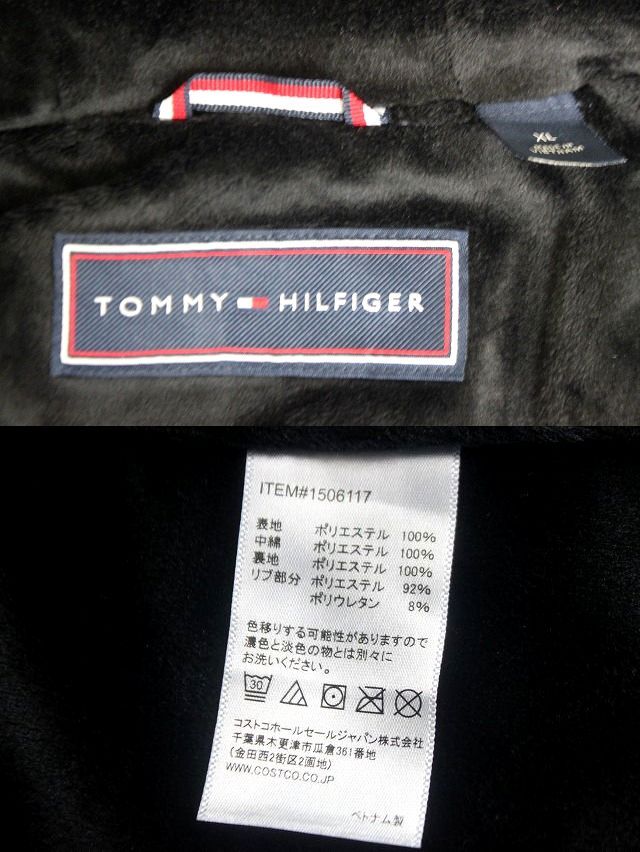 XL
MADE IN
VIETNAM
TOMMY HILFIGER
ITEM#1506117
表地 ポリエステル 100%
中綿 ポリエステル 100%
裏地 ポリエステル 100%
リブ部分 ポリエステル 92%
ポリウレタン 8%
色移りする可能性がありますので
濃色と淡色の物とは別々に
お洗いください。
30
コストコホールセールジャパン株式会社
千葉県木更津市瓜倉361番地
(金田西2街区2画地)
WWW.COSTCO.CO.JP
ベトナム製